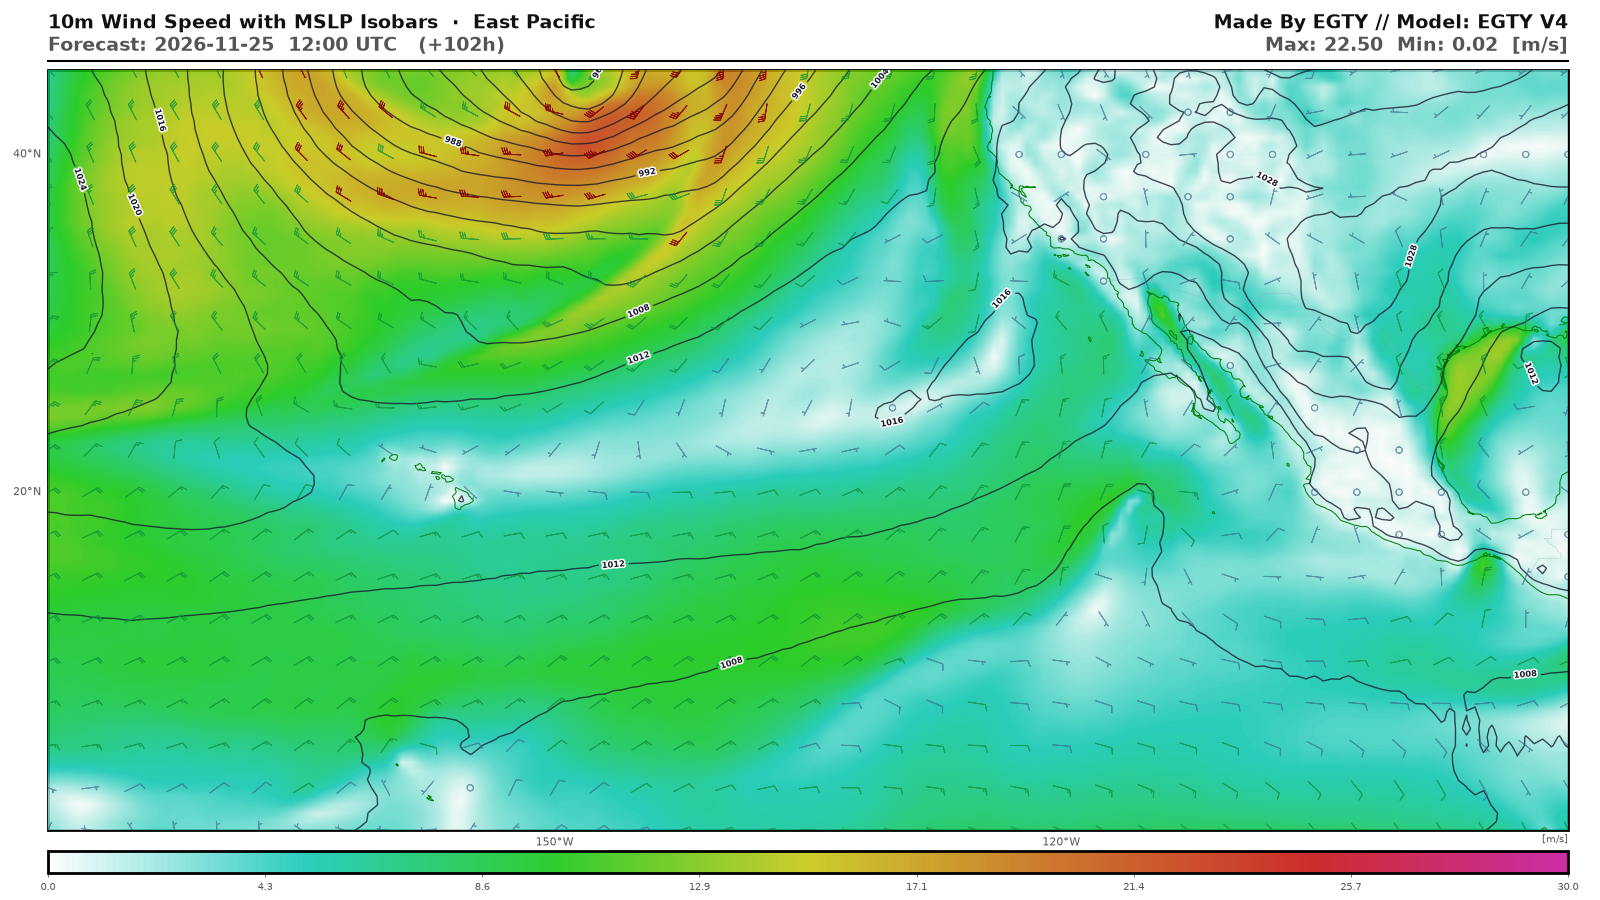 10m Wind Speed with MSLP Isobars · East Pacific
Made By EGTY // Model: EGTY V4
Forecast: 2026-11-25 12:00 UTC (+102h)
Max: 22.50 Min: 0.02 [m/s]
1004
996
1016
988
40°N
992
1024
1028
1020
1028
1016
1008
1012
1012
1016
20°N
1012
1008
1008
150°W
120°W
[m/s]
0.0
4.3
8.6
12.9
17.1
21.4
25.7
30.0